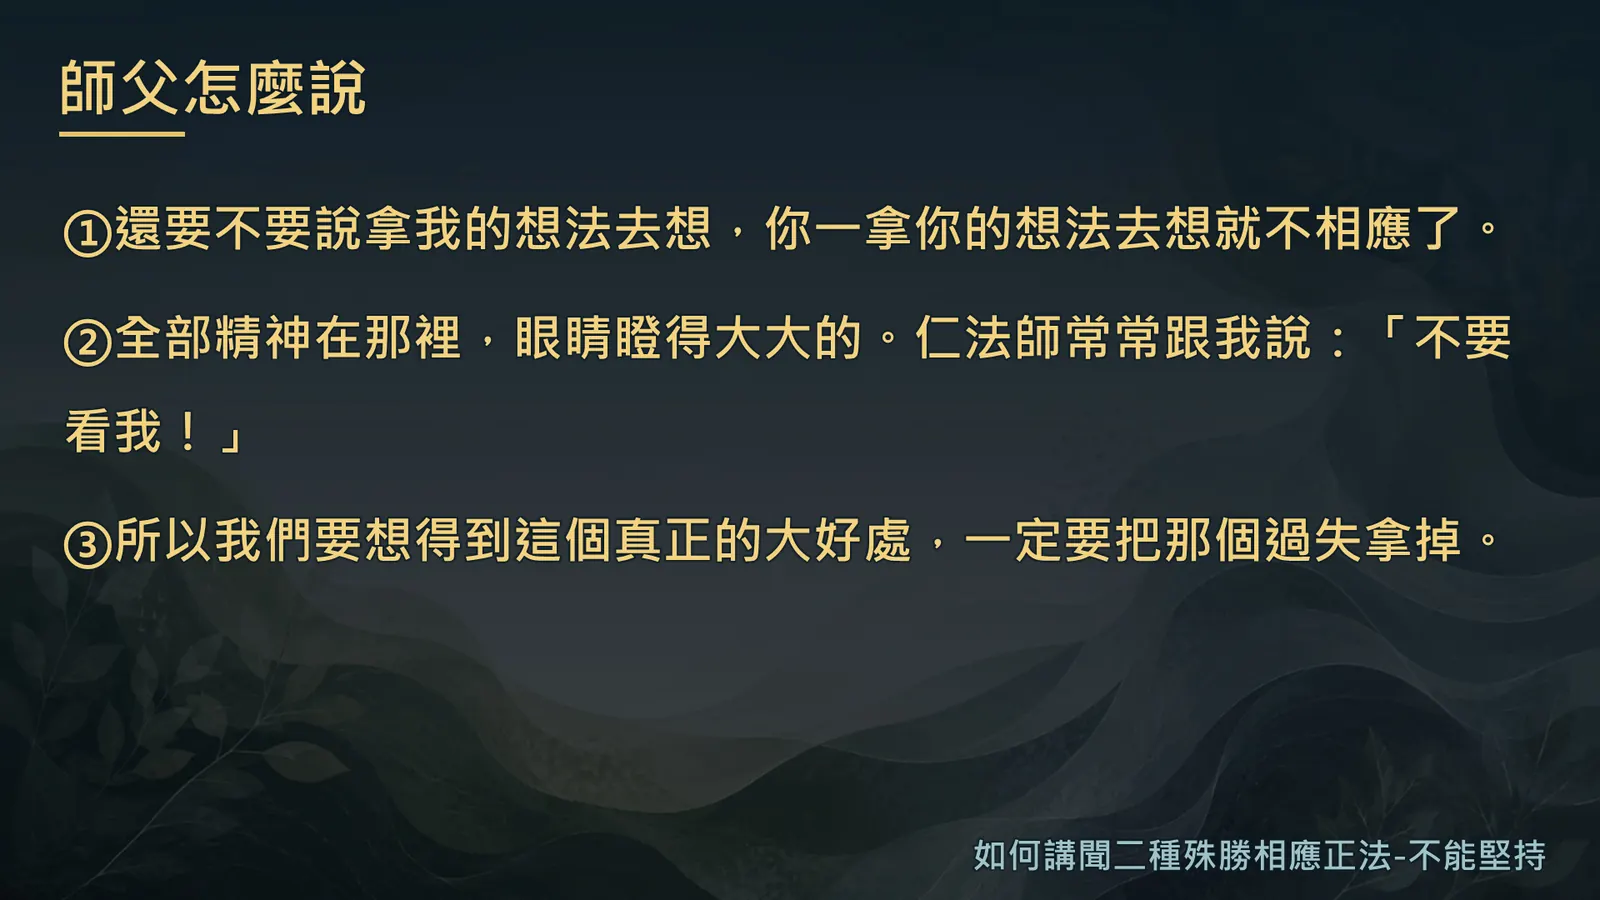 師父怎麼說
①還要不要說拿我的想法去想，你一拿你的想法去想就不相應了。
②全部精神在那裡，眼睛瞪得大大的。仁法師常常跟我說：「不要
看我！」
③所以我們要想得到這個真正的大好處，一定要把那個過失拿掉。
如何講聞二種殊勝相應正法-不能堅持